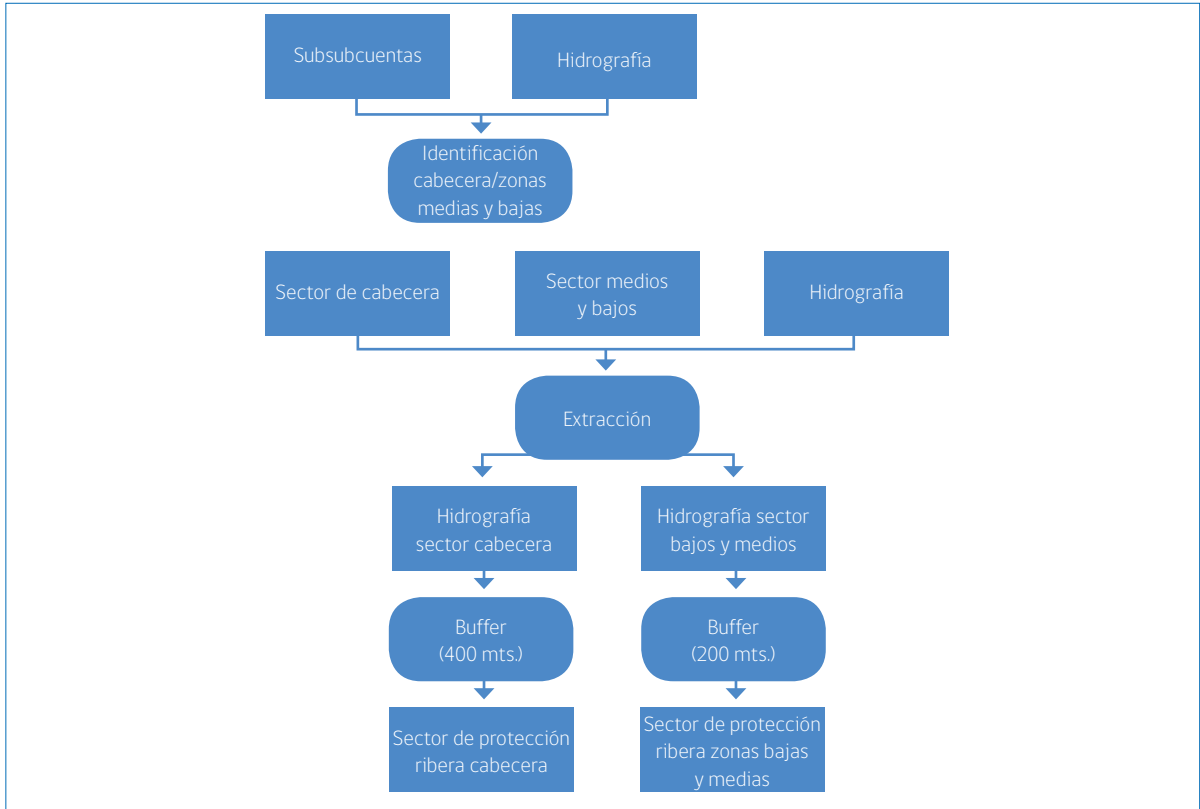 Subsubcuentas
Hidrografía
Identificación
cabecera/zonas
medias y bajas
Sector de cabecera
Sector medios
y bajos
Hidrografía
Extracción
Hidrografía
sector cabecera
Hidrografía sector
bajos y medios
Buffer
(400 mts.)
Buffer
(200 mts.)
Sector de protección
ribera cabecera
Sector de protección
ribera zonas bajas
y medias